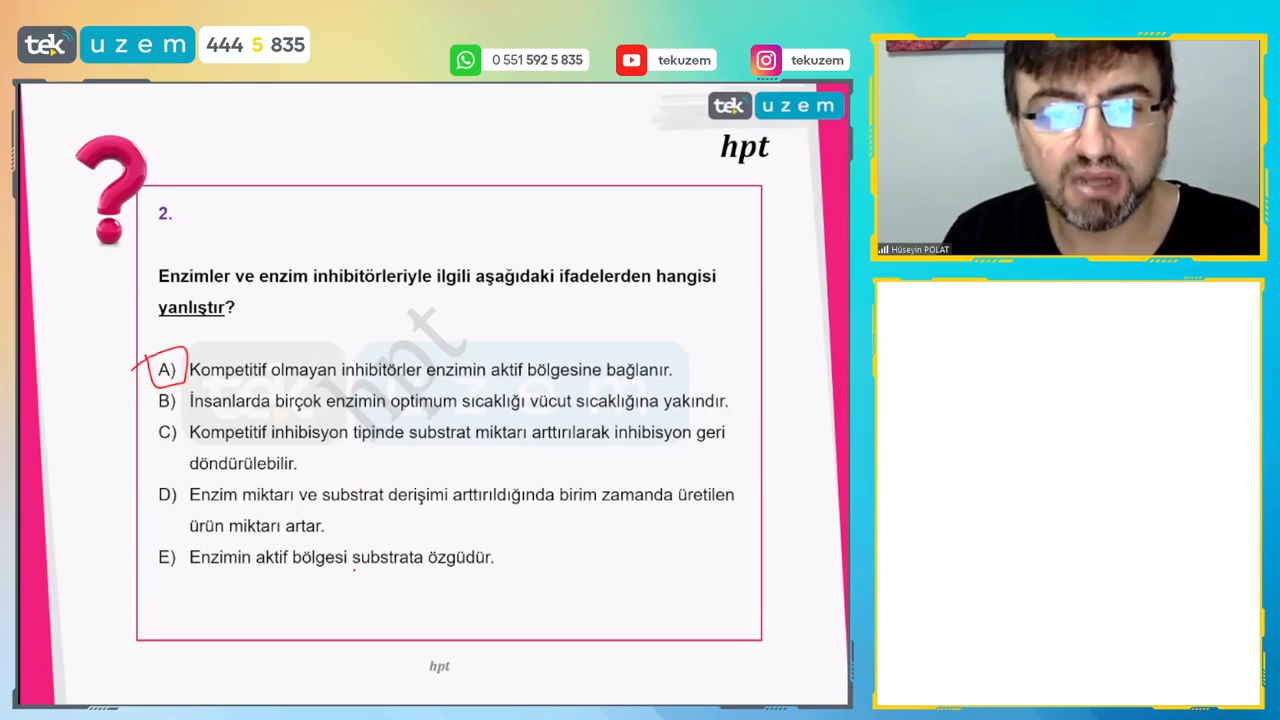 tek uzem 444 5 835
0 551 592 5 835 tekuzem tekuzem
tek uzem
hpt
2.
Enzimler ve enzim inhibitörleriyle ilgili aşağıdaki ifadelerden hangisi
yanlıştır?
A) Kompetitif olmayan inhibitörler enzimin aktif bölgesine bağlanır.
B) İnsanlarda birçok enzimin optimum sıcaklığı vücut sıcaklığına yakındır.
C) Kompetitif inhibisyon tipinde substrat miktarı arttırılarak inhibisyon geri
döndürülebilir.
D) Enzim miktarı ve substrat derişimi arttırıldığında birim zamanda üretilen
ürün miktarı artar.
E) Enzimin aktif bölgesi substrata özgüdür.
hpt
tek uzem
hpt
Hüseyin POLAT